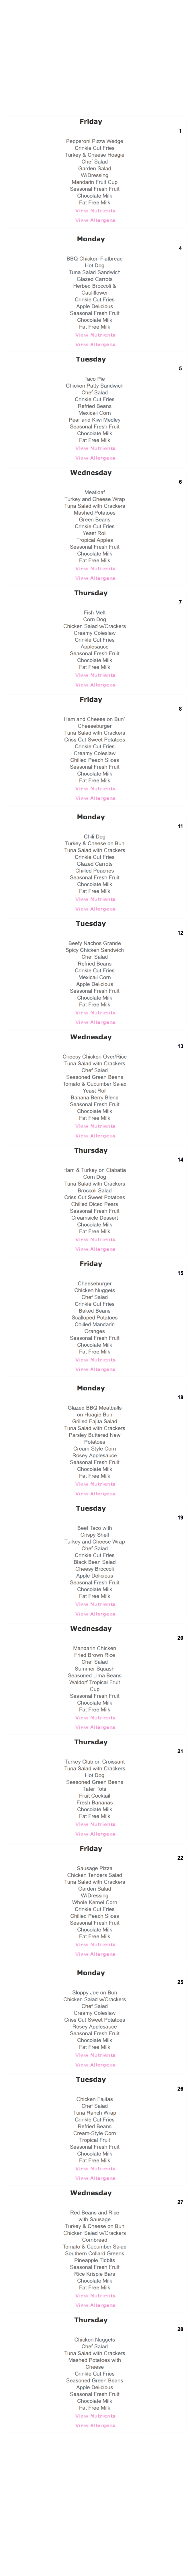 Friday
1
Pepperoni Pizza Wedge
Crinkle Cut Fries
Turkey & Cheese Hoagie
Chef Salad
Garden Salad
W/Dressing
Mandarin Fruit Cup
Seasonal Fresh Fruit
Chocolate Milk
Fat Free Milk
View Nutrients
View Allergens
Monday
4
BBQ Chicken Flatbread
Hot Dog
Tuna Salad Sandwich
Glazed Carrots
Herbed Broccoli &
Cauliflower
Crinkle Cut Fries
Apple Delicious
Seasonal Fresh Fruit
Chocolate Milk
Fat Free Milk
View Nutrients
View Allergens
Tuesday
5
Taco Pie
Chicken Patty Sandwich
Chef Salad
Crinkle Cut Fries
Refried Beans
Mexicali Corn
Pear and Kiwi Medley
Seasonal Fresh Fruit
Chocolate Milk
Fat Free Milk
View Nutrients
View Allergens
Wednesday
6
Meatloaf
Turkey and Cheese Wrap
Tuna Salad with Crackers
Mashed Potatoes
Green Beans
Crinkle Cut Fries
Yeast Roll
Tropical Apples
Seasonal Fresh Fruit
Chocolate Milk
Fat Free Milk
View Nutrients
View Allergens
Thursday
7
Fish Melt
Corn Dog
Chicken Salad w/Crackers
Creamy Coleslaw
Crinkle Cut Fries
Applesauce
Seasonal Fresh Fruit
Chocolate Milk
Fat Free Milk
View Nutrients
View Allergens
Friday
8
Ham and Cheese on Bun'
Cheeseburger
Tuna Salad with Crackers
Criss Cut Sweet Potatoes
Crinkle Cut Fries
Creamy Coleslaw
Chilled Peach Slices
Seasonal Fresh Fruit
Chocolate Milk
Fat Free Milk
View Nutrients
View Allergens
Monday
11
Chili Dog
Turkey & Cheese on Bun
Tuna Salad with Crackers
Crinkle Cut Fries
Glazed Carrots
Chilled Peaches
Seasonal Fresh Fruit
Chocolate Milk
Fat Free Milk
View Nutrients
View Allergens
Tuesday
12
Beefy Nachos Grande
Spicy Chicken Sandwich
Chef Salad
Refried Beans
Crinkle Cut Fries
Mexicali Corn
Apple Delicious
Seasonal Fresh Fruit
Chocolate Milk
Fat Free Milk
View Nutrients
View Allergens
Wednesday
13
Cheesy Chicken Over/Rice
Tuna Salad with Crackers
Chef Salad
Seasoned Green Beans
Tomato & Cucumber Salad
Yeast Roll
Banana Berry Blend
Seasonal Fresh Fruit
Chocolate Milk
Fat Free Milk
View Nutrients
View Allergens
Thursday
14
Ham & Turkey on Ciabatta
Corn Dog
Tuna Salad with Crackers
Broccoli Salad
Criss Cut Sweet Potatoes
Chilled Diced Pears
Seasonal Fresh Fruit
Creamsicle Dessert
Chocolate Milk
Fat Free Milk
View Nutrients
View Allergens
Friday
15
Cheeseburger
Chicken Nuggets
Chef Salad
Crinkle Cut Fries
Baked Beans
Scalloped Potatoes
Chilled Mandarin
Oranges
Seasonal Fresh Fruit
Chocolate Milk
Fat Free Milk
View Nutrients
View Allergens
Monday
18
Glazed BBQ Meatballs
on Hoagie Bun
Grilled Fajita Salad
Tuna Salad with Crackers
Parsley Buttered New
Potatoes
Cream-Style Corn
Rosey Applesauce
Seasonal Fresh Fruit
Chocolate Milk
Fat Free Milk
View Nutrients
View Allergens
Tuesday
19
Beef Taco with
Crispy Shell
Turkey and Cheese Wrap
Chef Salad
Crinkle Cut Fries
Black Bean Salad
Cheesy Broccoli
Apple Delicious
Seasonal Fresh Fruit
Chocolate Milk
Fat Free Milk
View Nutrients
View Allergens
Wednesday
20
Mandarin Chicken
Fried Brown Rice
Chef Salad
Summer Squash
Seasoned Lima Beans
Waldorf Tropical Fruit
Cup
Seasonal Fresh Fruit
Chocolate Milk
Fat Free Milk
View Nutrients
View Allergens
Thursday
21
Turkey Club on Croissant
Tuna Salad with Crackers
Hot Dog
Seasoned Green Beans
Tater Tots
Fruit Cocktail
Fresh Bananas
Chocolate Milk
Fat Free Milk
View Nutrients
View Allergens
Friday
22
Sausage Pizza
Chicken Tenders Salad
Tuna Salad with Crackers
Garden Salad
W/Dressing
Whole Kernel Corn
Crinkle Cut Fries
Chilled Peach Slices
Seasonal Fresh Fruit
Chocolate Milk
Fat Free Milk
View Nutrients
View Allergens
Monday
25
Sloppy Joe on Bun
Chicken Salad w/Crackers
Chef Salad
Creamy Coleslaw
Criss Cut Sweet Potatoes
Rosey Applesauce
Seasonal Fresh Fruit
Chocolate Milk
Fat Free Milk
View Nutrients
View Allergens
Tuesday
26
Chicken Fajitas
Chef Salad
Tuna Ranch Wrap
Crinkle Cut Fries
Refried Beans
Cream-Style Corn
Tropical Fruit
Seasonal Fresh Fruit
Chocolate Milk
Fat Free Milk
View Nutrients
View Allergens
Wednesday
27
Red Beans and Rice
with Sausage
Turkey & Cheese on Bun
Chicken Salad w/Crackers
Cornbread
Tomato & Cucumber Salad
Southern Collard Greens
Pineapple Tidbits
Seasonal Fresh Fruit
Rice Krispie Bars
Chocolate Milk
Fat Free Milk
View Nutrients
View Allergens
Thursday
28
Chicken Nuggets
Chef Salad
Tuna Salad with Crackers
Mashed Potatoes with
Cheese
Crinkle Cut Fries
Seasoned Green Beans
Apple Delicious
Seasonal Fresh Fruit
Chocolate Milk
Fat Free Milk
View Nutrients
View Allergens